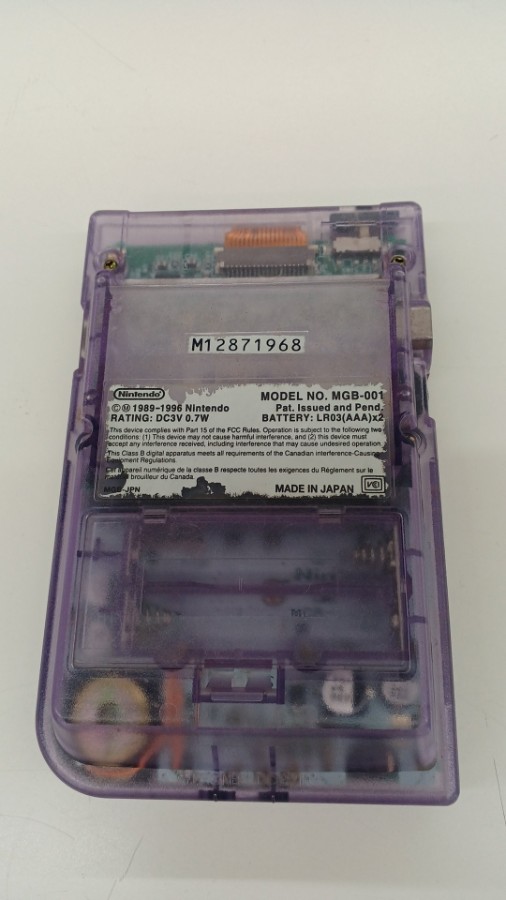 M12871968
Nintendo®
©Ⓜ 1989-1996 Nintendo
RATING: DC3V 0.7W
MODEL NO. MGB-001
Pat. Issued and Pend.
BATTERY: LR03(AAA)x2
This device complies with Part 15 of the FCC Rules. Operation is subject to the following two
conditions: (1) This device may not cause harmful interference, and (2) this device must
accept any interference received, including interference that may cause undesired operation.
This Class B digital apparatus meets all requirements of the Canadian Interference-Causing
Equipment Regulations.
Cet appareil numérique de la classe B respecte toutes les exigences du Règlement sur le
brouilleur du Canada.
JPN
MADE IN JAPAN